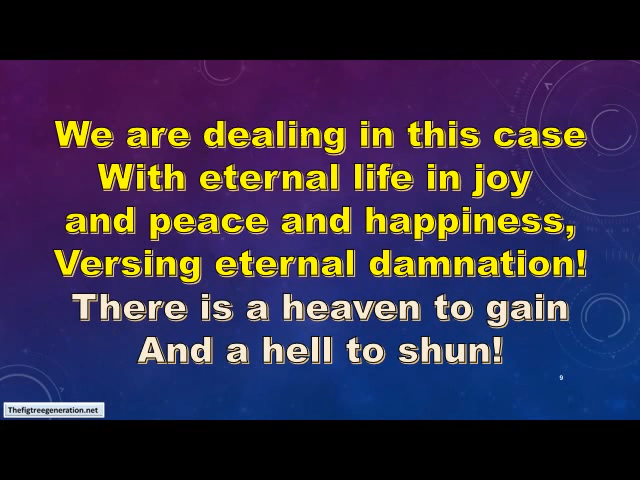 We are dealing in this case
With eternal life in joy
and peace and happiness,
Versing eternal damnation!
There is a heaven to gain
And a hell to shun!
9
Thefigtreegeneration.net